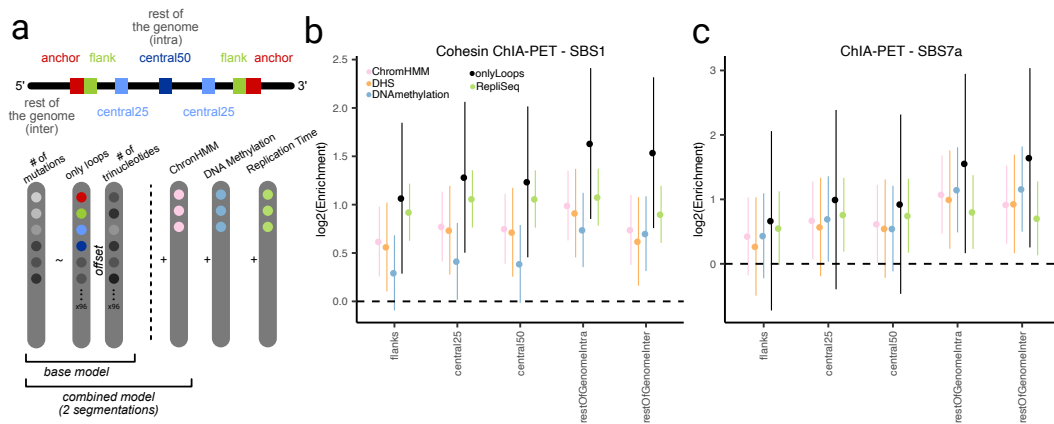 a
rest of
the genome
(intra)
anchor
flank
central50
flank
anchor
5'
3'
rest of
the genome
(inter)
central25
central25
# of
mutations
only loops
# of
trinucleotides
ChronHMM
DNA Methylation
Replication Time
~
offset
+
+
+
x96
x96
base model
combined model
(2 segmentations)
b
Cohesin ChIA-PET - SBS1
ChromHMM
DHS
DNAmethylation
onlyLoops
RepliSeq
log2(Enrichment)
2.5
2.0
1.5
1.0
0.5
0.0
flanks
central25
central50
restOfGenomeIntra
restOfGenomeInter
c
ChIA-PET - SBS7a
log2(Enrichment)
3
2
1
0
flanks
central25
central50
restOfGenomeIntra
restOfGenomeInter